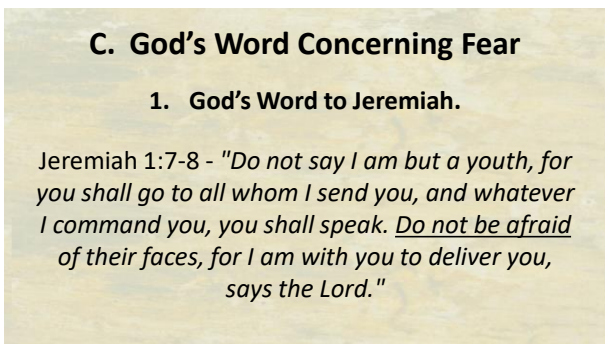 C. God’s Word Concerning Fear
1. God’s Word to Jeremiah.
Jeremiah 1:7-8 - "Do not say I am but a youth, for
you shall go to all whom I send you, and whatever
I command you, you shall speak. Do not be afraid
of their faces, for I am with you to deliver you,
says the Lord."